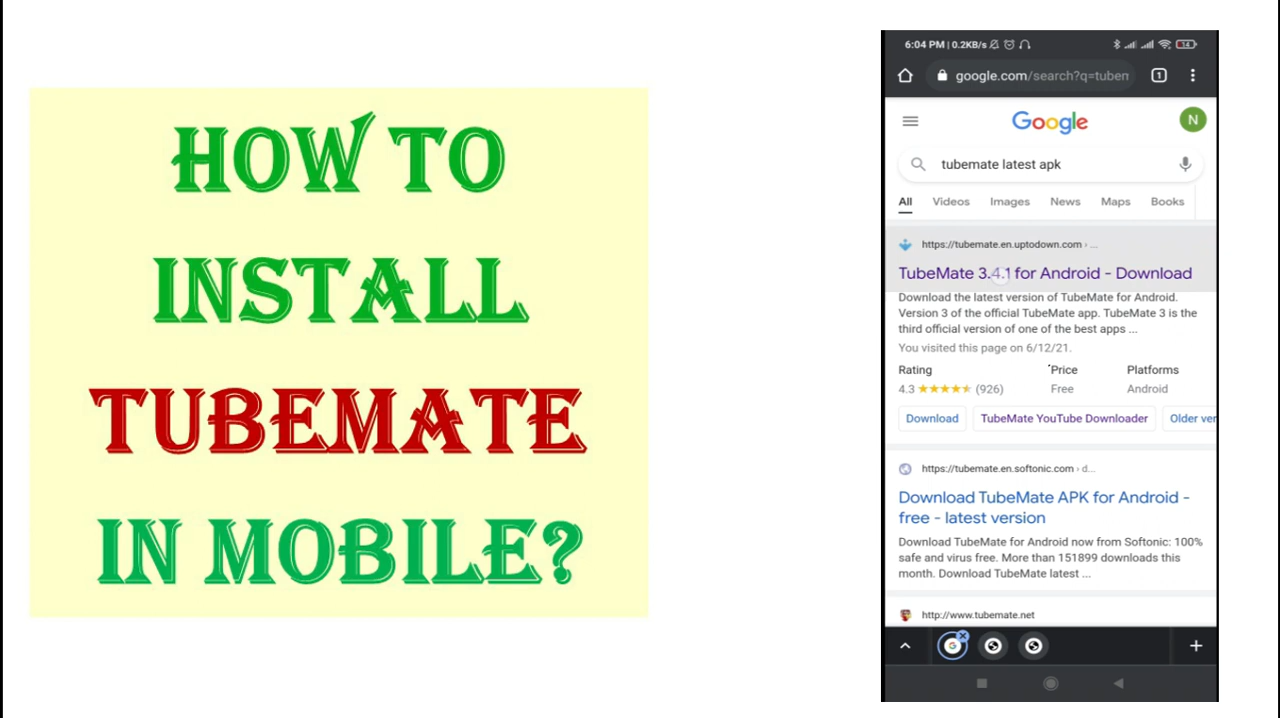 HOW TO
INSTALL
TUBEMATE
IN MOBILE?
6:04 PM | 0.2KB/s
14
google.com/search?q=tuben
1
Google
N
tubemate latest apk
All Videos Images News Maps Books
https://tubemate.en.uptodown.com › ...
TubeMate 3.4.1 for Android - Download
Download the latest version of TubeMate for Android.
Version 3 of the official TubeMate app. TubeMate 3 is the
third official version of one of the best apps ...
You visited this page on 6/12/21.
Rating Price Platforms
4.3 ★★★★★ (926) Free Android
Download TubeMate YouTube Downloader Older ver
https://tubemate.en.softonic.com › d...
Download TubeMate APK for Android -
free - latest version
Download TubeMate for Android now from Softonic: 100%
safe and virus free. More than 151899 downloads this
month. Download TubeMate latest ...
http://www.tubemate.net